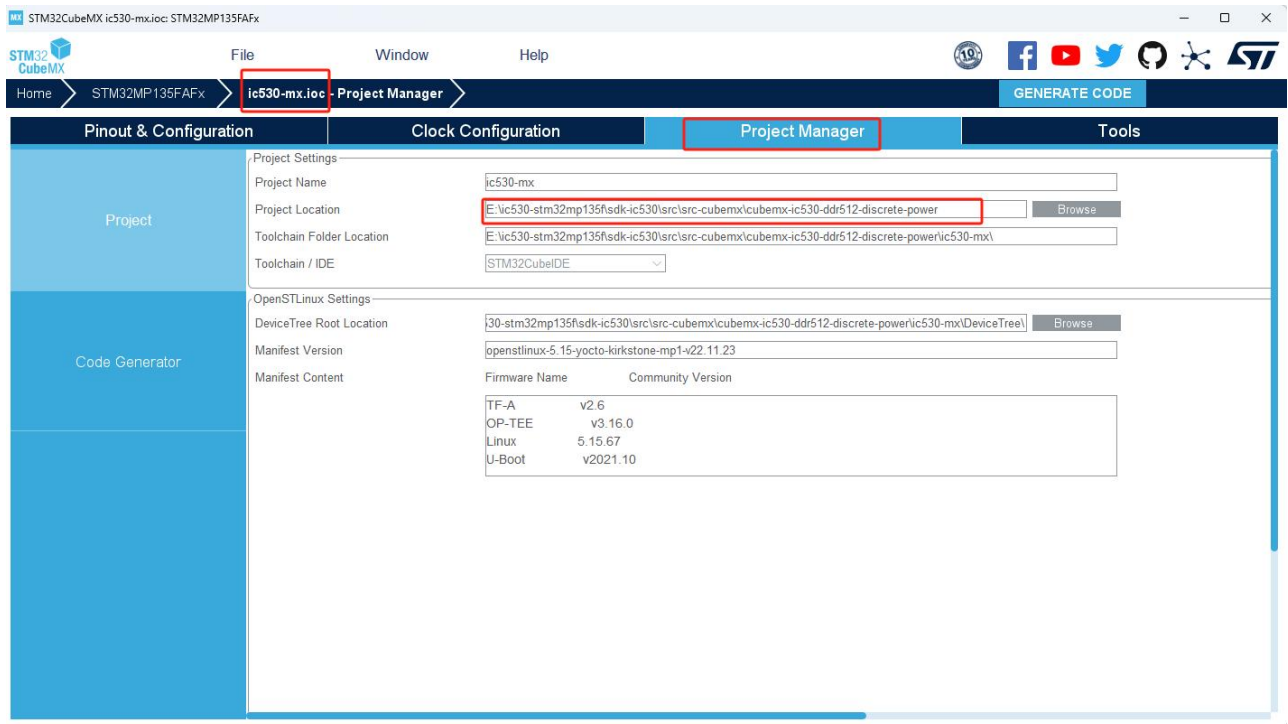 MX STM32CubeMX ic530-mx.ioc: STM32MP135FAFx
STM32 CubeMX File Window Help 10 ST
Home STM32MP135FAFx ic530-mx.ioc - Project Manager GENERATE CODE
Pinout & Configuration Clock Configuration Project Manager Tools
Project
Code Generator
Project Settings
Project Name ic530-mx
Project Location E:\ic530-stm32mp135f\sdk-ic530\src\src-cubemx\cubemx-ic530-ddr512-discrete-power Browse
Toolchain Folder Location E:\ic530-stm32mp135f\sdk-ic530\src\src-cubemx\cubemx-ic530-ddr512-discrete-power\ic530-mx\
Toolchain / IDE STM32CubeIDE
OpenSTLinux Settings
DeviceTree Root Location 30-stm32mp135f\sdk-ic530\src\src-cubemx\cubemx-ic530-ddr512-discrete-power\ic530-mx\DeviceTree\ Browse
Manifest Version openstlinux-5.15-yocto-kirkstone-mp1-v22.11.23
Manifest Content Firmware Name Community Version
TF-A v2.6
OP-TEE v3.16.0
Linux 5.15.67
U-Boot v2021.10